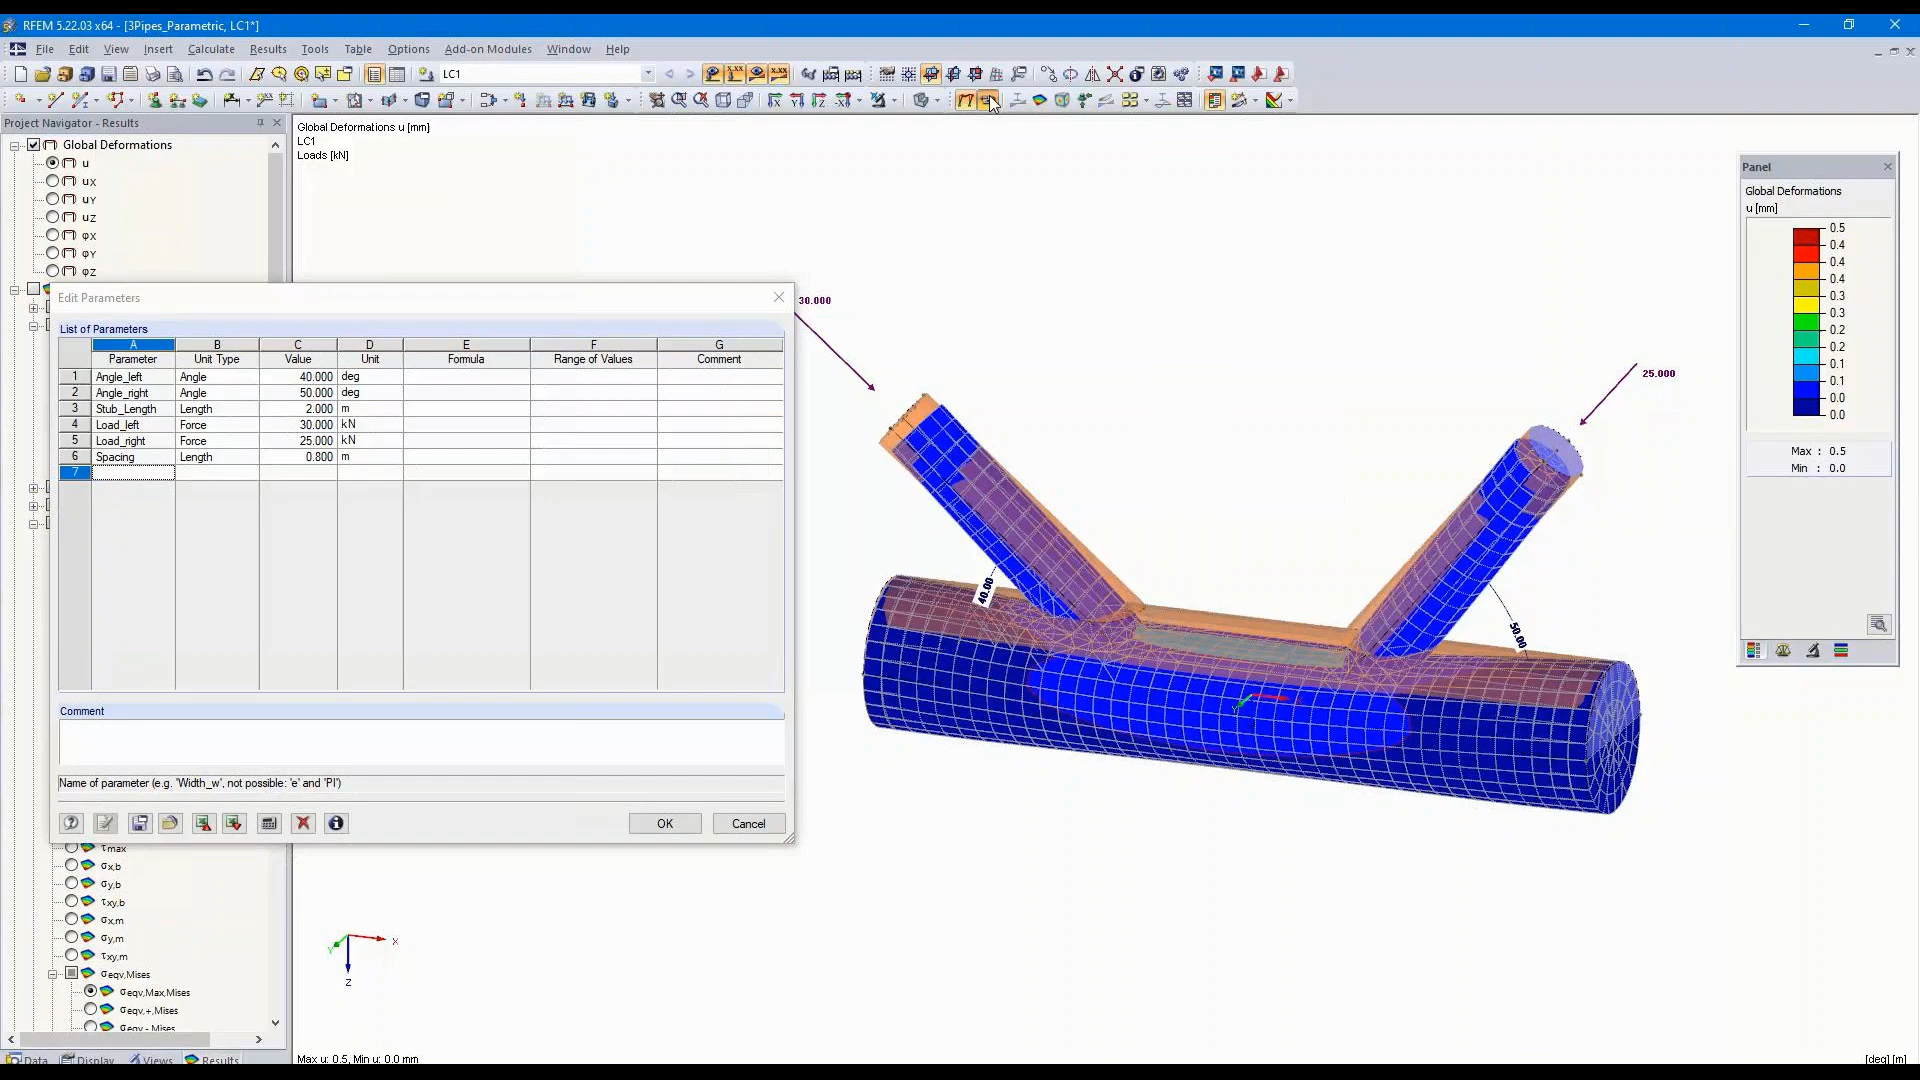 RFEM 5.22.03 x64 - [3Pipes_Parametric, LC1*]
File Edit View Insert Calculate Results Tools Table Options Add-on Modules Window Help
LC1
Project Navigator - Results
Global Deformations
u
uX
uY
uZ
φX
φY
φZ
Global Deformations u [mm]
LC1
Loads [kN]
Edit Parameters
List of Parameters
A B C D E F G
Parameter Unit Type Value Unit Formula Range of Values Comment
1 Angle_left Angle 40.000 deg
2 Angle_right Angle 50.000 deg
3 Stub_Length Length 2.000 m
4 Load_left Force 30.000 kN
5 Load_right Force 25.000 kN
6 Spacing Length 0.800 m
7
Comment
Name of parameter (e.g. 'Width_w', not possible: 'e' and 'PI')
OK Cancel
τmax
σx,b
σy,b
τxy,b
σx,m
σy,m
τxy,m
σeqv,Mises
σeqv,Max,Mises
σeqv,+,Mises
σeqv,-,Mises
Data Display Views Results
30.000
25.000
40.00
50.00
Y
X
Y
Z
Max u: 0.5, Min u: 0.0 mm
[deg] [m]
Panel
Global Deformations
u [mm]
0.5
0.4
0.4
0.4
0.3
0.3
0.2
0.2
0.1
0.1
0.0
0.0
Max : 0.5
Min : 0.0